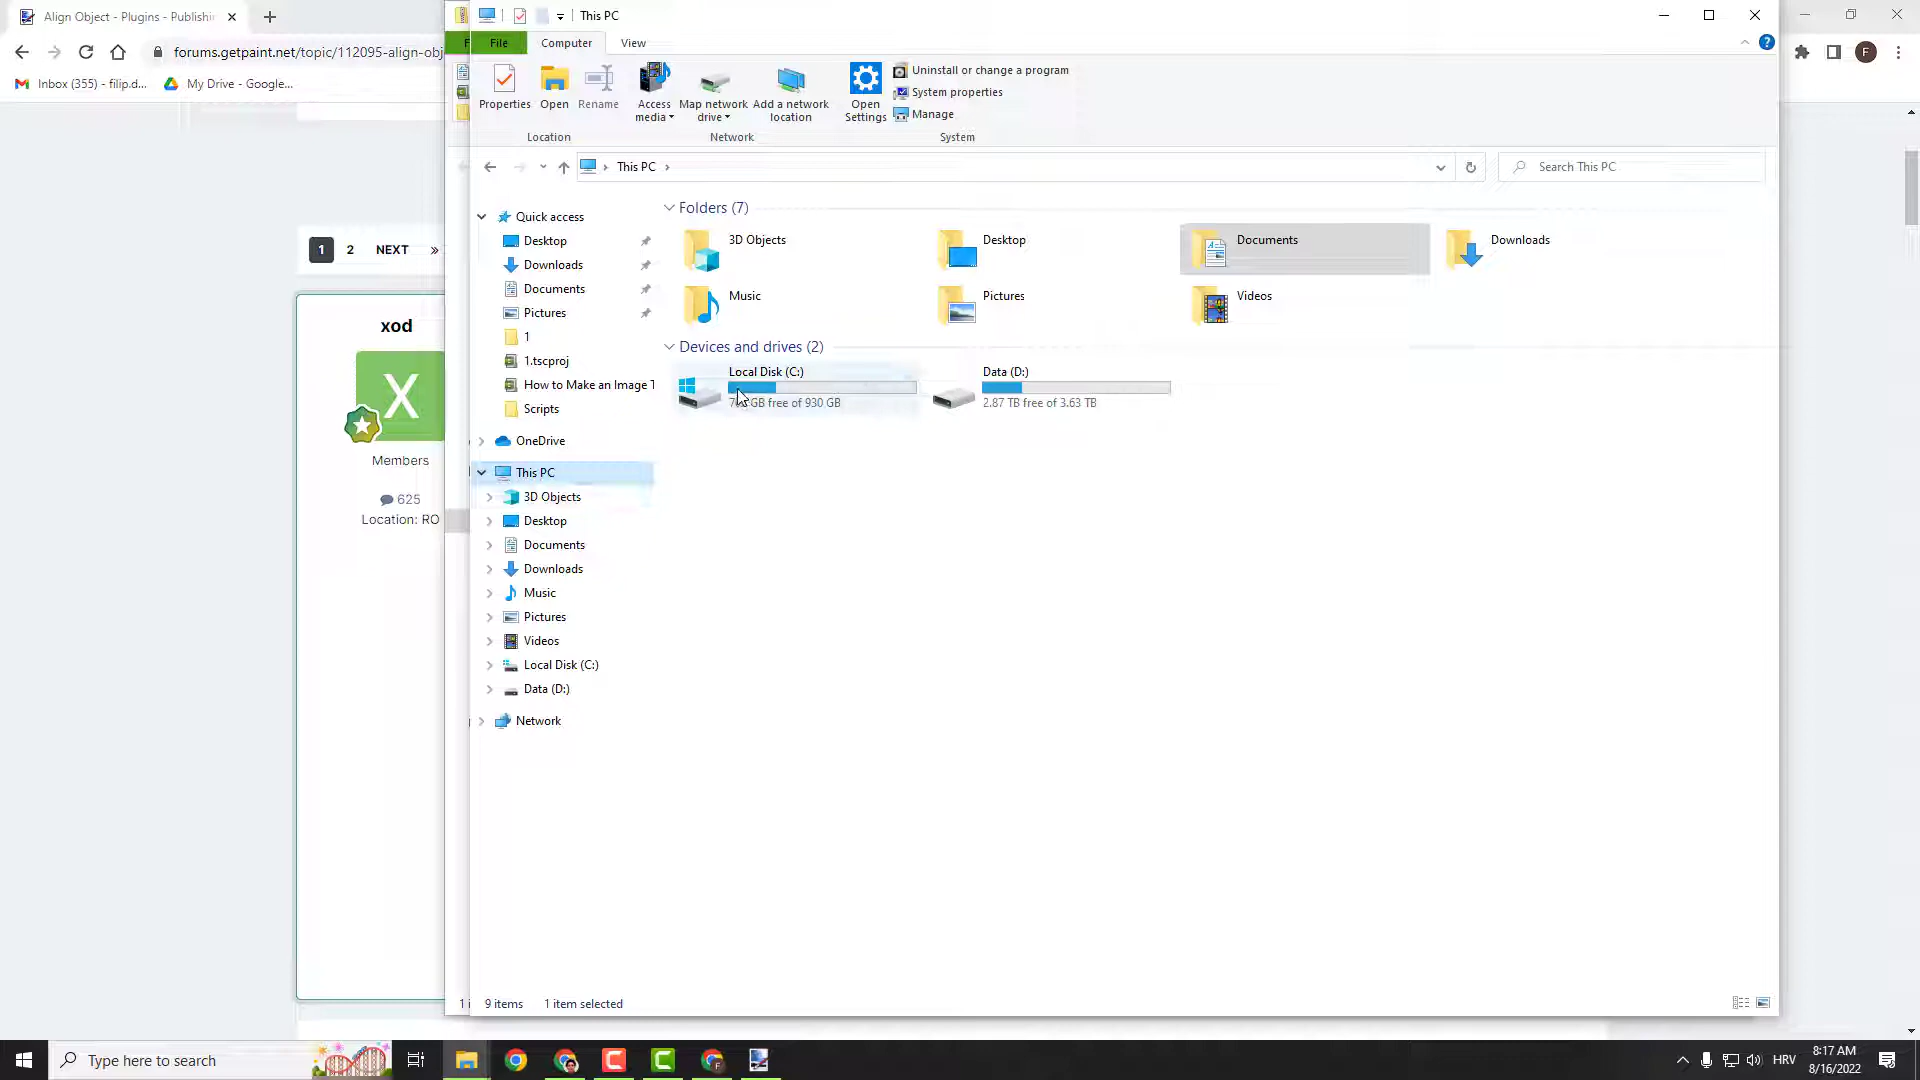 Align Object - Plugins - Publishi
This PC
forums.getpaint.net/topic/112095-align-obj
Inbox (355) - filip.d...
My Drive - Google...
F
File
Computer
View
Properties
Open
Rename
Access media
Map network drive
Add a network location
Open Settings
Uninstall or change a program
System properties
Manage
Location
Network
System
This PC
Search This PC
Quick access
Desktop
Downloads
Documents
Pictures
1
1.tscproj
How to Make an Image T
Scripts
OneDrive
This PC
3D Objects
Desktop
Documents
Downloads
Music
Pictures
Videos
Local Disk (C:)
Data (D:)
Network
Folders (7)
3D Objects
Desktop
Documents
Downloads
Music
Pictures
Videos
Devices and drives (2)
Local Disk (C:)
GB free of 930 GB
Data (D:)
2.87 TB free of 3.63 TB
1 2 NEXT »
xod
X
Members
625
Location: RO
1 i
9 items
1 item selected
Type here to search
HRV
8:17 AM
8/16/2022